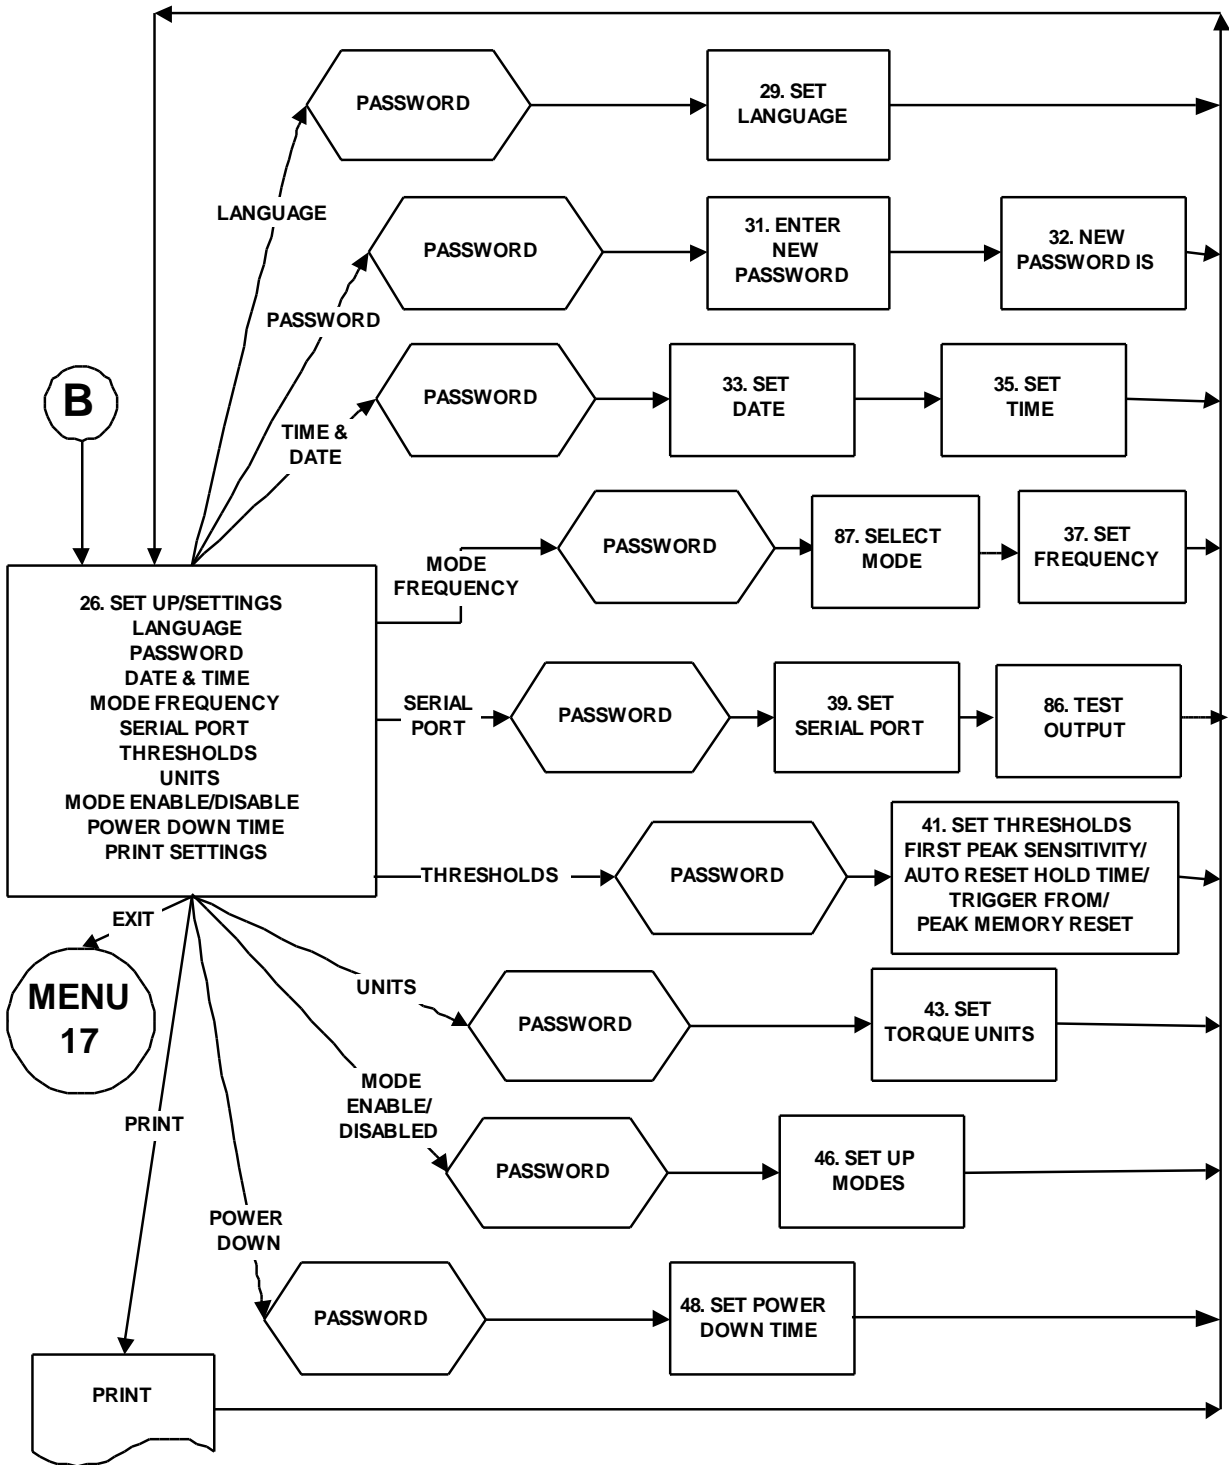 PASSWORD
29. SET
LANGUAGE
LANGUAGE
PASSWORD
31. ENTER
NEW
PASSWORD
32. NEW
PASSWORD IS
PASSWORD
B
TIME &
DATE
PASSWORD
33. SET
DATE
35. SET
TIME
MODE
FREQUENCY
PASSWORD
87. SELECT
MODE
37. SET
FREQUENCY
26. SET UP/SETTINGS
LANGUAGE
PASSWORD
DATE & TIME
MODE FREQUENCY
SERIAL PORT
THRESHOLDS
UNITS
MODE ENABLE/DISABLE
POWER DOWN TIME
PRINT SETTINGS
SERIAL
PORT
PASSWORD
39. SET
SERIAL PORT
86. TEST
OUTPUT
THRESHOLDS
PASSWORD
41. SET THRESHOLDS
FIRST PEAK SENSITIVITY/
AUTO RESET HOLD TIME/
TRIGGER FROM/
PEAK MEMORY RESET
EXIT
MENU
17
UNITS
PASSWORD
43. SET
TORQUE UNITS
MODE
ENABLE/
DISABLED
PASSWORD
46. SET UP
MODES
PRINT
POWER
DOWN
PASSWORD
48. SET POWER
DOWN TIME
PRINT